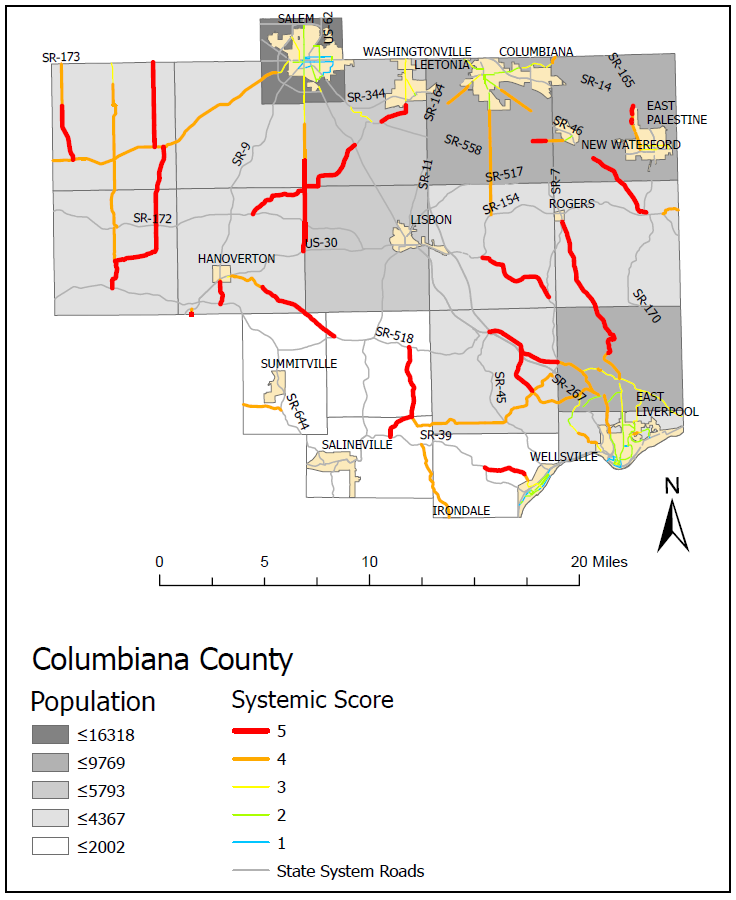 SALEM
US-62
SR-173
WASHINGTONVILLE
COLUMBIANA
LEETONIA
SR-165
SR-14
SR-344
SR-164
EAST
PALESTINE
SR-46
NEW WATERFORD
SR-9
SR-558
SR-11
SR-517
SR-7
SR-154
ROGERS
SR-172
LISBON
US-30
HANOVERTON
SR-170
SR-518
SUMMITVILLE
SR-45
SR-267
SR-644
EAST
LIVERPOOL
SR-39
SALINEVILLE
WELLSVILLE
IRONDALE
N
0 5 10 20 Miles
Columbiana County
Population
≤16318
≤9769
≤5793
≤4367
≤2002
Systemic Score
5
4
3
2
1
State System Roads